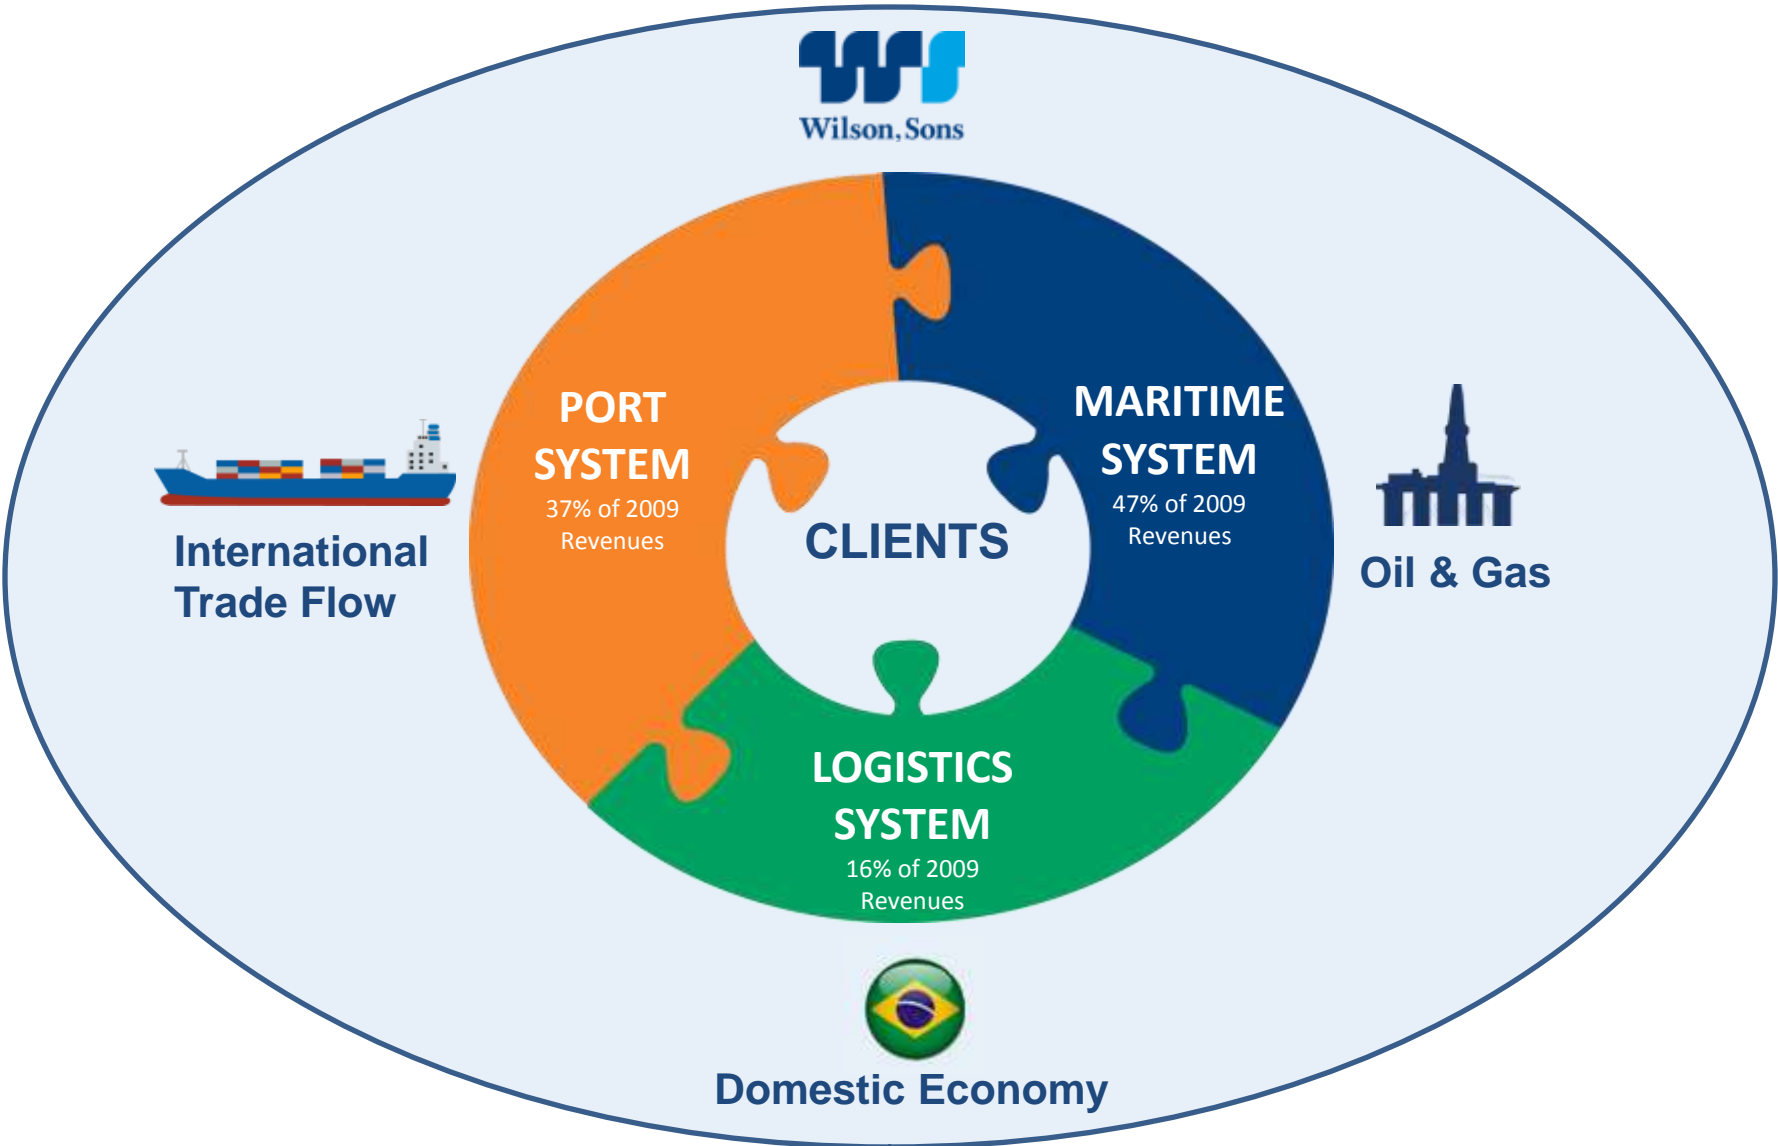 Wilson, Sons
PORT
SYSTEM
37% of 2009
Revenues
MARITIME
SYSTEM
47% of 2009
Revenues
CLIENTS
International
Trade Flow
Oil & Gas
LOGISTICS
SYSTEM
16% of 2009
Revenues
Domestic Economy